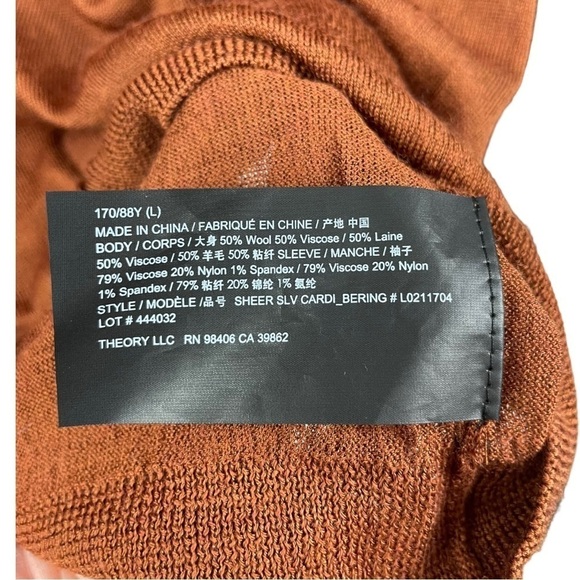 170/88Y (L)
MADE IN CHINA / FABRIQUÉ EN CHINE / 产地 中国
BODY / CORPS / 大身 50% Wool 50% Viscose / 50% Laine
50% Viscose / 50% 羊毛 50% 粘纤 SLEEVE / MANCHE / 袖子
79% Viscose 20% Nylon 1% Spandex / 79% Viscose 20% Nylon
1% Spandex / 79% 粘纤 20% 锦纶 1% 氨纶
STYLE / MODÈLE /品号 SHEER SLV CARDI_BERING # L0211704
LOT # 444032
THEORY LLC RN 98406 CA 39862